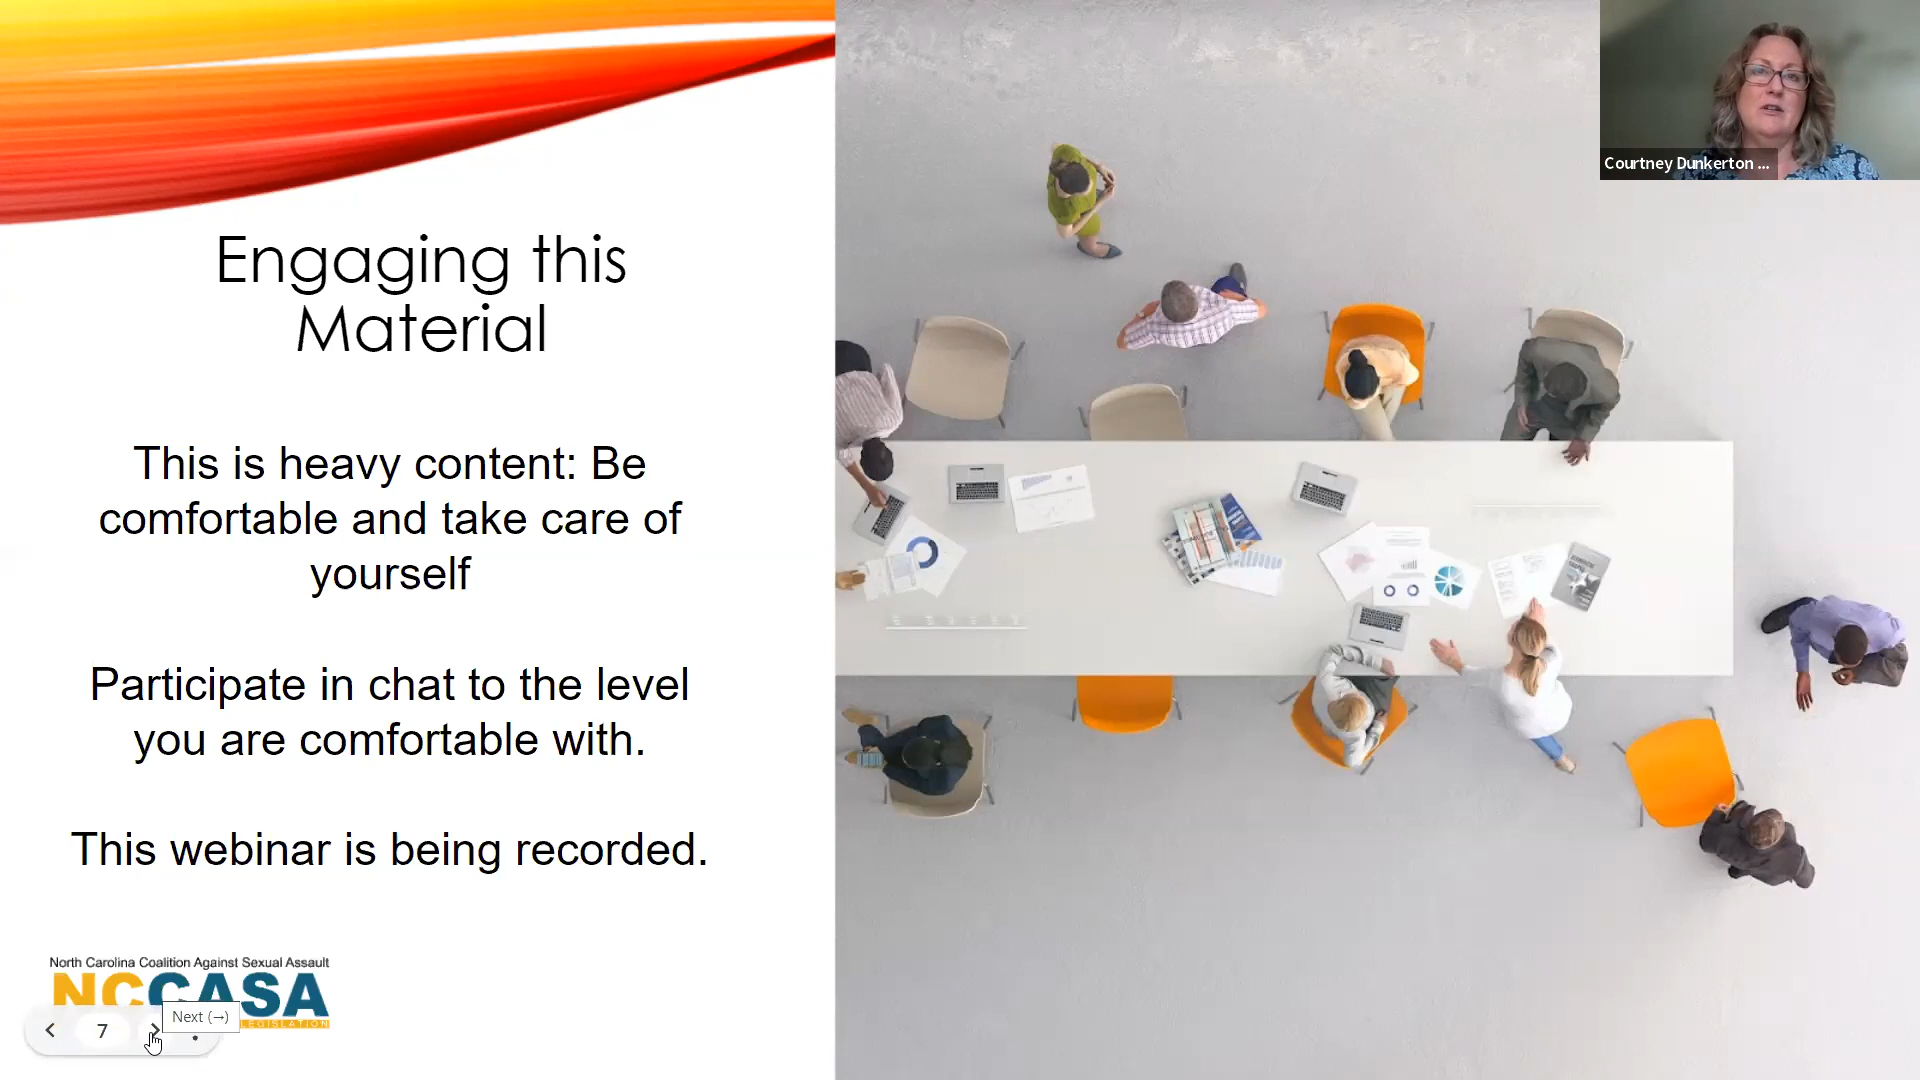 Courtney Dunkerton ...
Engaging this
Material
This is heavy content: Be
comfortable and take care of
yourself
Participate in chat to the level
you are comfortable with.
This webinar is being recorded.
North Carolina Coalition Against Sexual Assault
NCCASA
LEGISLATION
Next (→)
7